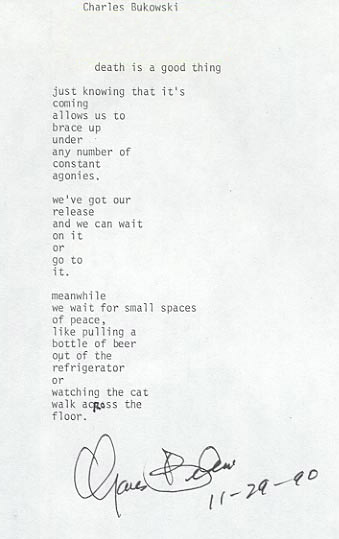 Charles Bukowski
death is a good thing
just knowing that it's
coming
allows us to
brace up
under
any number of
constant
agonies.
we've got our
release
and we can wait
on it
or
go to
it.
meanwhile
we wait for small spaces
of peace,
like pulling a
bottle of beer
out of the
refrigerator
or
watching the cat
walk across the
floor.
11-29-90